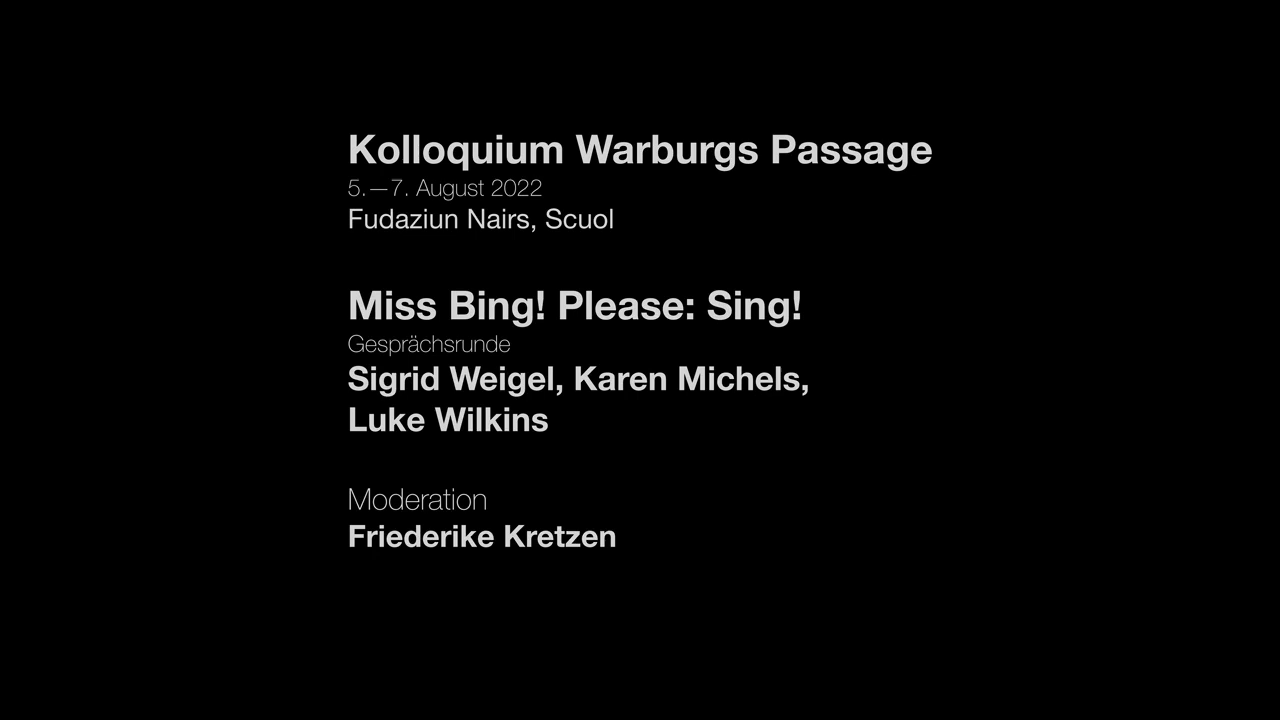 Kolloquium Warburgs Passage
5.—7. August 2022
Fudaziun Nairs, Scuol
Miss Bing! Please: Sing!
Gesprächsrunde
Sigrid Weigel, Karen Michels,
Luke Wilkins
Moderation
Friederike Kretzen